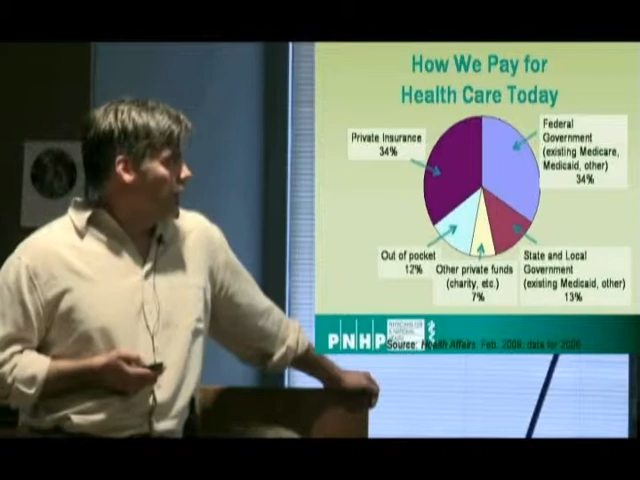 How We Pay for
Health Care Today
Private Insurance
34%
Federal
Government
(existing Medicare,
Medicaid, other)
34%
Out of pocket
12%
Other private funds
(charity, etc.)
7%
State and Local
Government
(existing Medicaid, other)
13%
PNHP
Source: Health Affairs, Feb. 2008, data for 2006